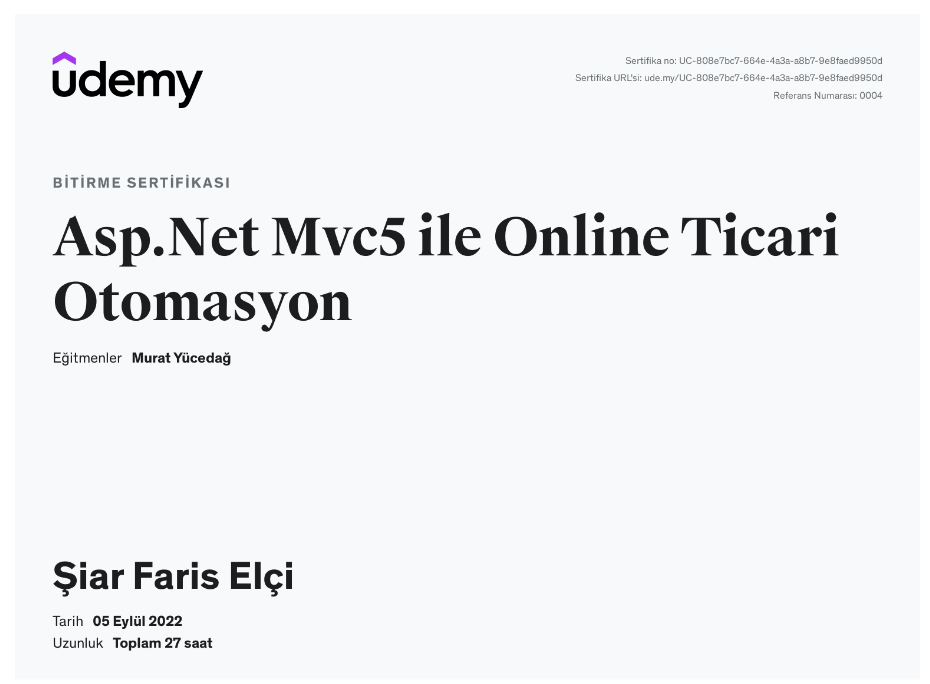 udemy
Sertifika no: UC-808e7bc7-664e-4a3a-a8b7-9e8faed9950d
Sertifika URL'si: ude.my/UC-808e7bc7-664e-4a3a-a8b7-9e8faed9950d
Referans Numarası: 0004
BİTİRME SERTİFİKASI
Asp.Net Mvc5 ile Online Ticari
Otomasyon
Eğitmenler Murat Yücedağ
Şiar Faris Elçi
Tarih 05 Eylül 2022
Uzunluk Toplam 27 saat